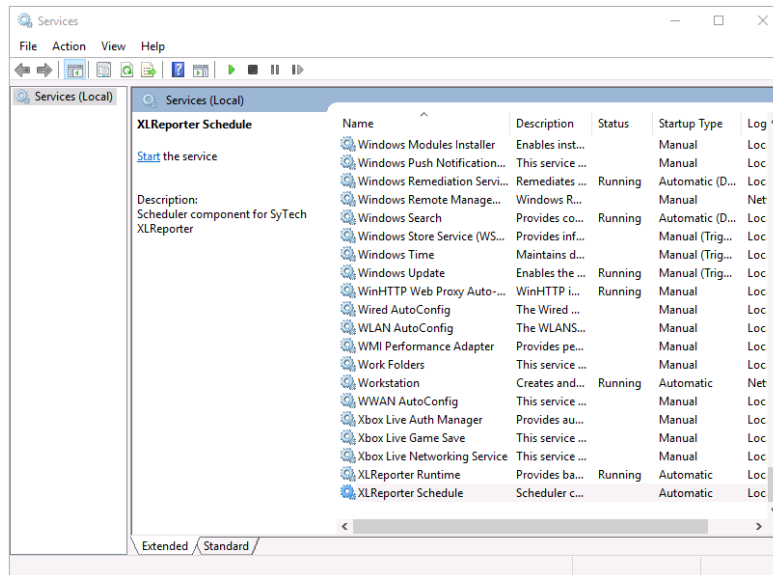 Services
File Action View Help
Services (Local)
Services (Local)
XLReporter Schedule
Start the service
Description:
Scheduler component for SyTech
XLReporter
Name Description Status Startup Type Log
Windows Modules Installer Enables inst... Manual Loc
Windows Push Notification... This service ... Manual Loc
Windows Remediation Servi... Remediates ... Running Automatic (D... Loc
Windows Remote Manage... Windows R... Manual Net
Windows Search Provides co... Running Automatic (D... Loc
Windows Store Service (WS... Provides inf... Manual (Trig... Loc
Windows Time Maintains d... Manual (Trig... Loc
Windows Update Enables the ... Running Manual (Trig... Loc
WinHTTP Web Proxy Auto-... WinHTTP i... Running Manual Loc
Wired AutoConfig The Wired ... Manual Loc
WLAN AutoConfig The WLANS... Manual Loc
WMI Performance Adapter Provides pe... Manual Loc
Work Folders This service ... Manual Loc
Workstation Creates and... Running Automatic Net
WWAN AutoConfig This service ... Manual Loc
Xbox Live Auth Manager Provides au... Manual Loc
Xbox Live Game Save This service ... Manual Loc
Xbox Live Networking Service This service ... Manual Loc
XLReporter Runtime Provides ba... Running Automatic Loc
XLReporter Schedule Scheduler c... Automatic Loc
Extended Standard